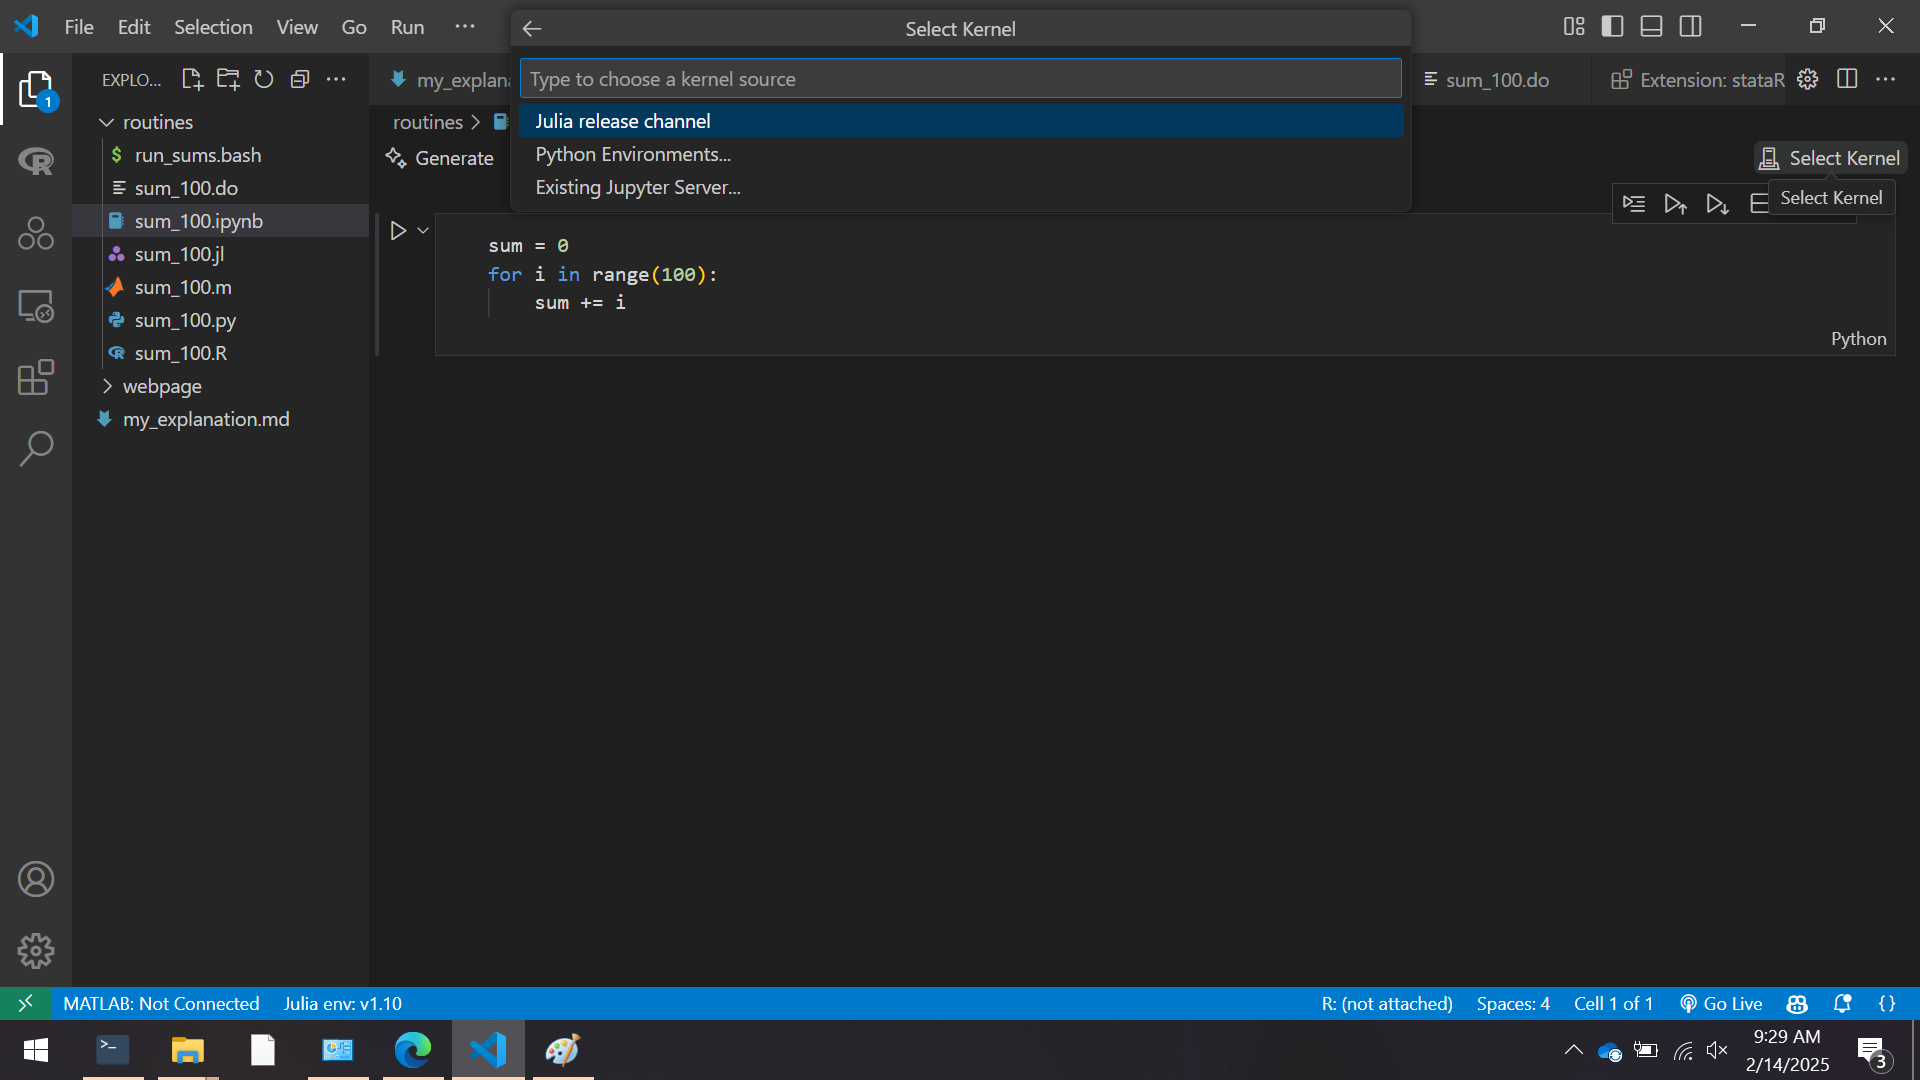 File Edit Selection View Go Run ···
Select Kernel
EXPLO...
my_explana
Type to choose a kernel source
sum_100.do
Extension: stataR
routines
routines >
Julia release channel
run_sums.bash
Generate
Python Environments...
Select Kernel
sum_100.do
Existing Jupyter Server...
Select Kernel
sum_100.ipynb
sum = 0
sum_100.jl
for i in range(100):
sum_100.m
sum += i
sum_100.py
Python
sum_100.R
webpage
my_explanation.md
1
MATLAB: Not Connected
Julia env: v1.10
R: (not attached)
Spaces: 4
Cell 1 of 1
Go Live
{}
9:29 AM
2/14/2025
3